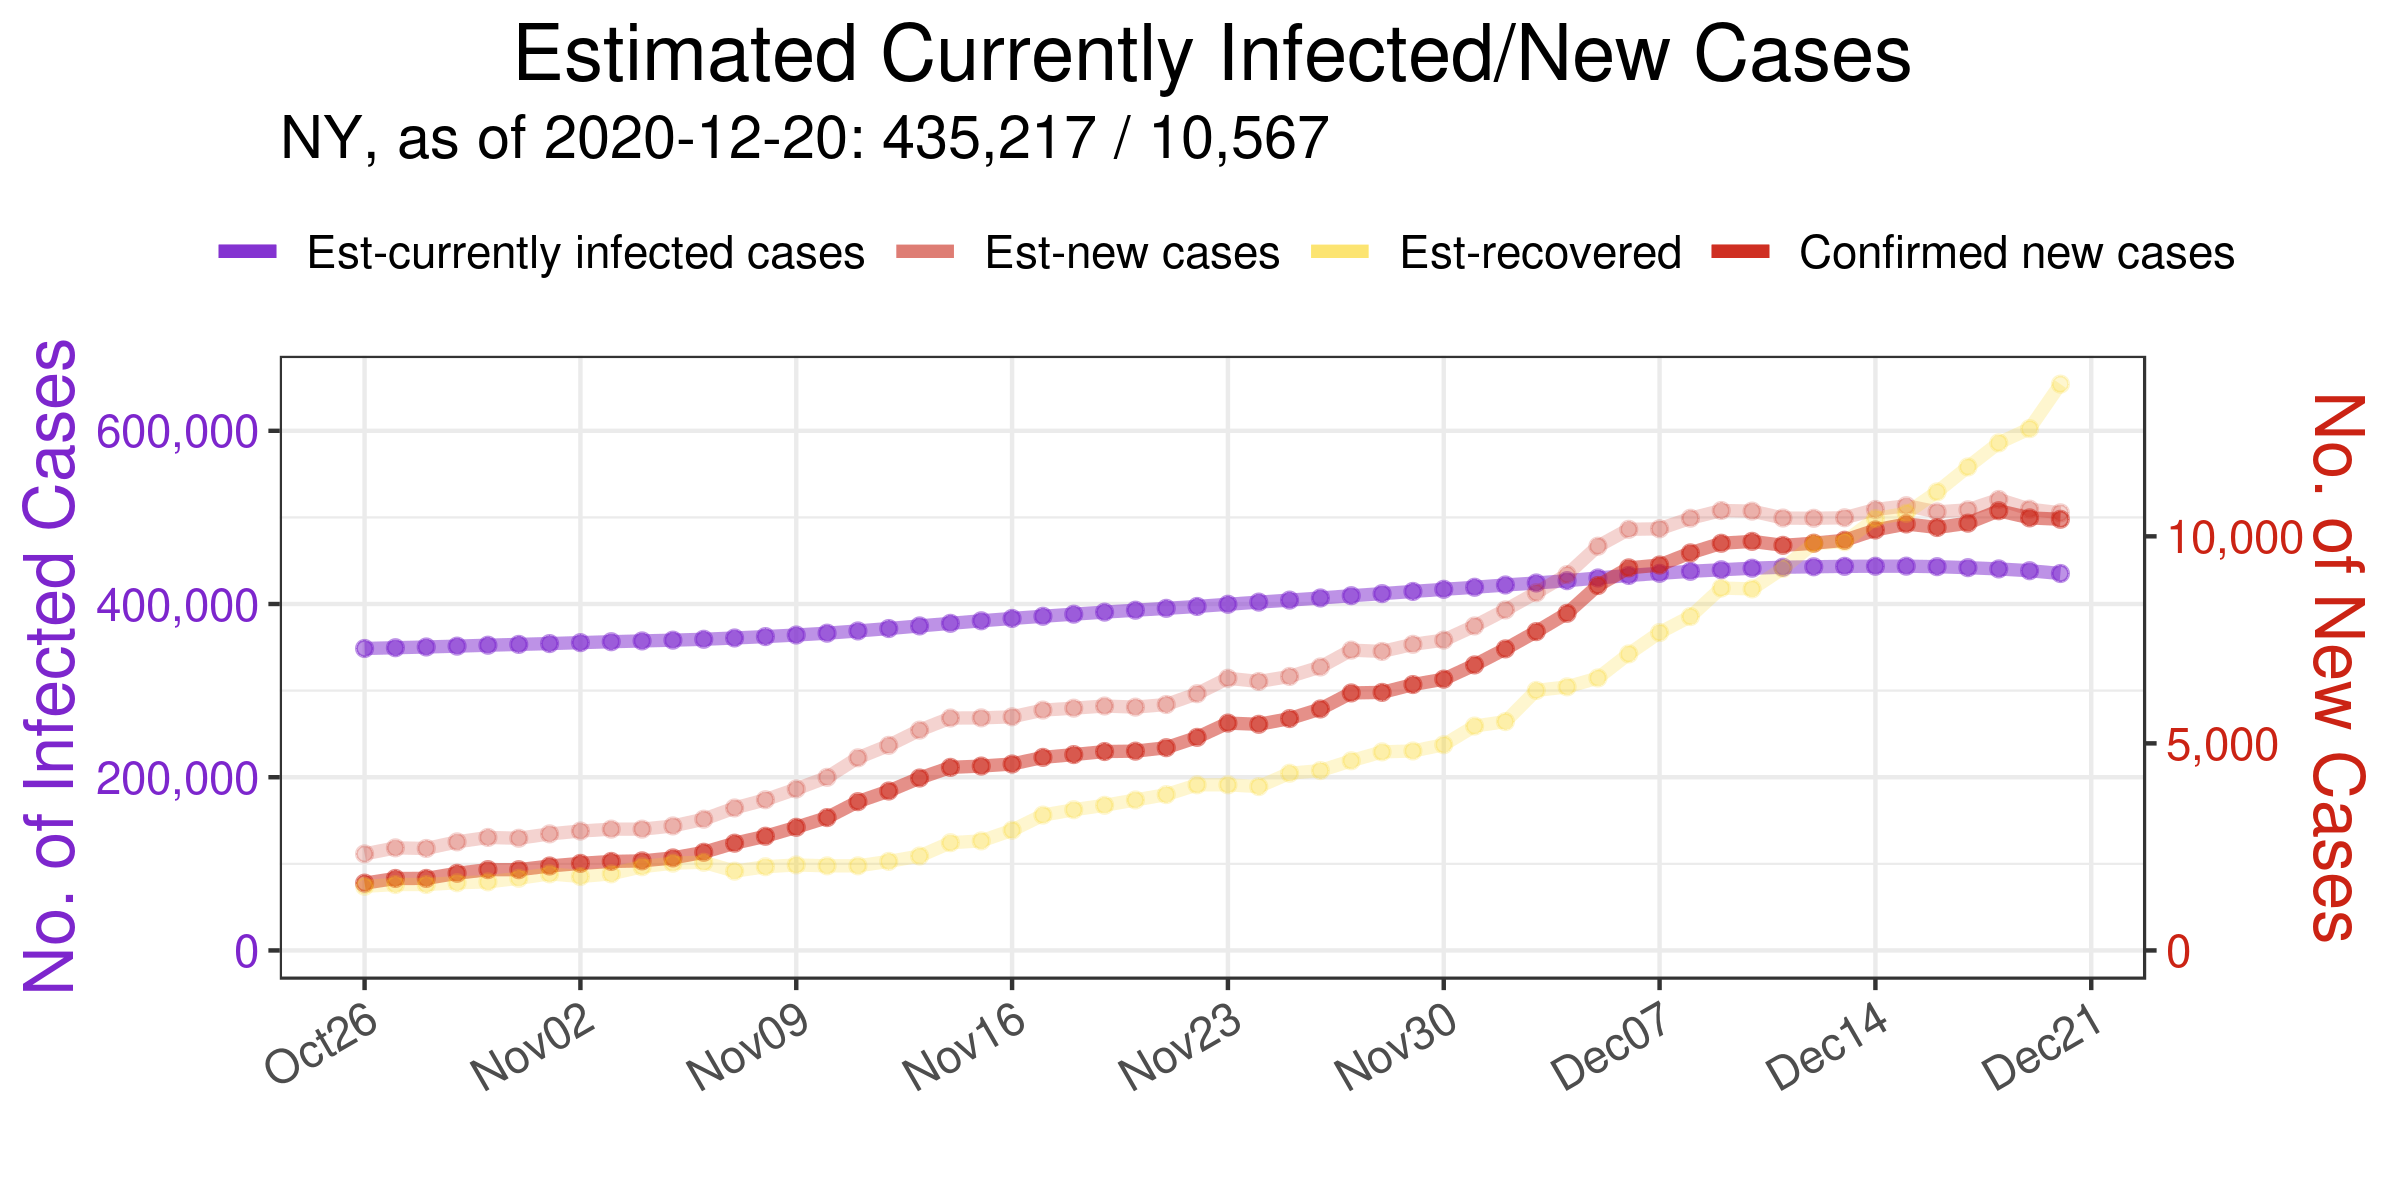 Estimated Currently Infected/New Cases
NY, as of 2020-12-20: 435,217 / 10,567
Est-currently infected cases Est-new cases Est-recovered Confirmed new cases
No. of Infected Cases
600,000
400,000
200,000
0
10,000
5,000
0
No. of New Cases
Oct26 Nov02 Nov09 Nov16 Nov23 Nov30 Dec07 Dec14 Dec21